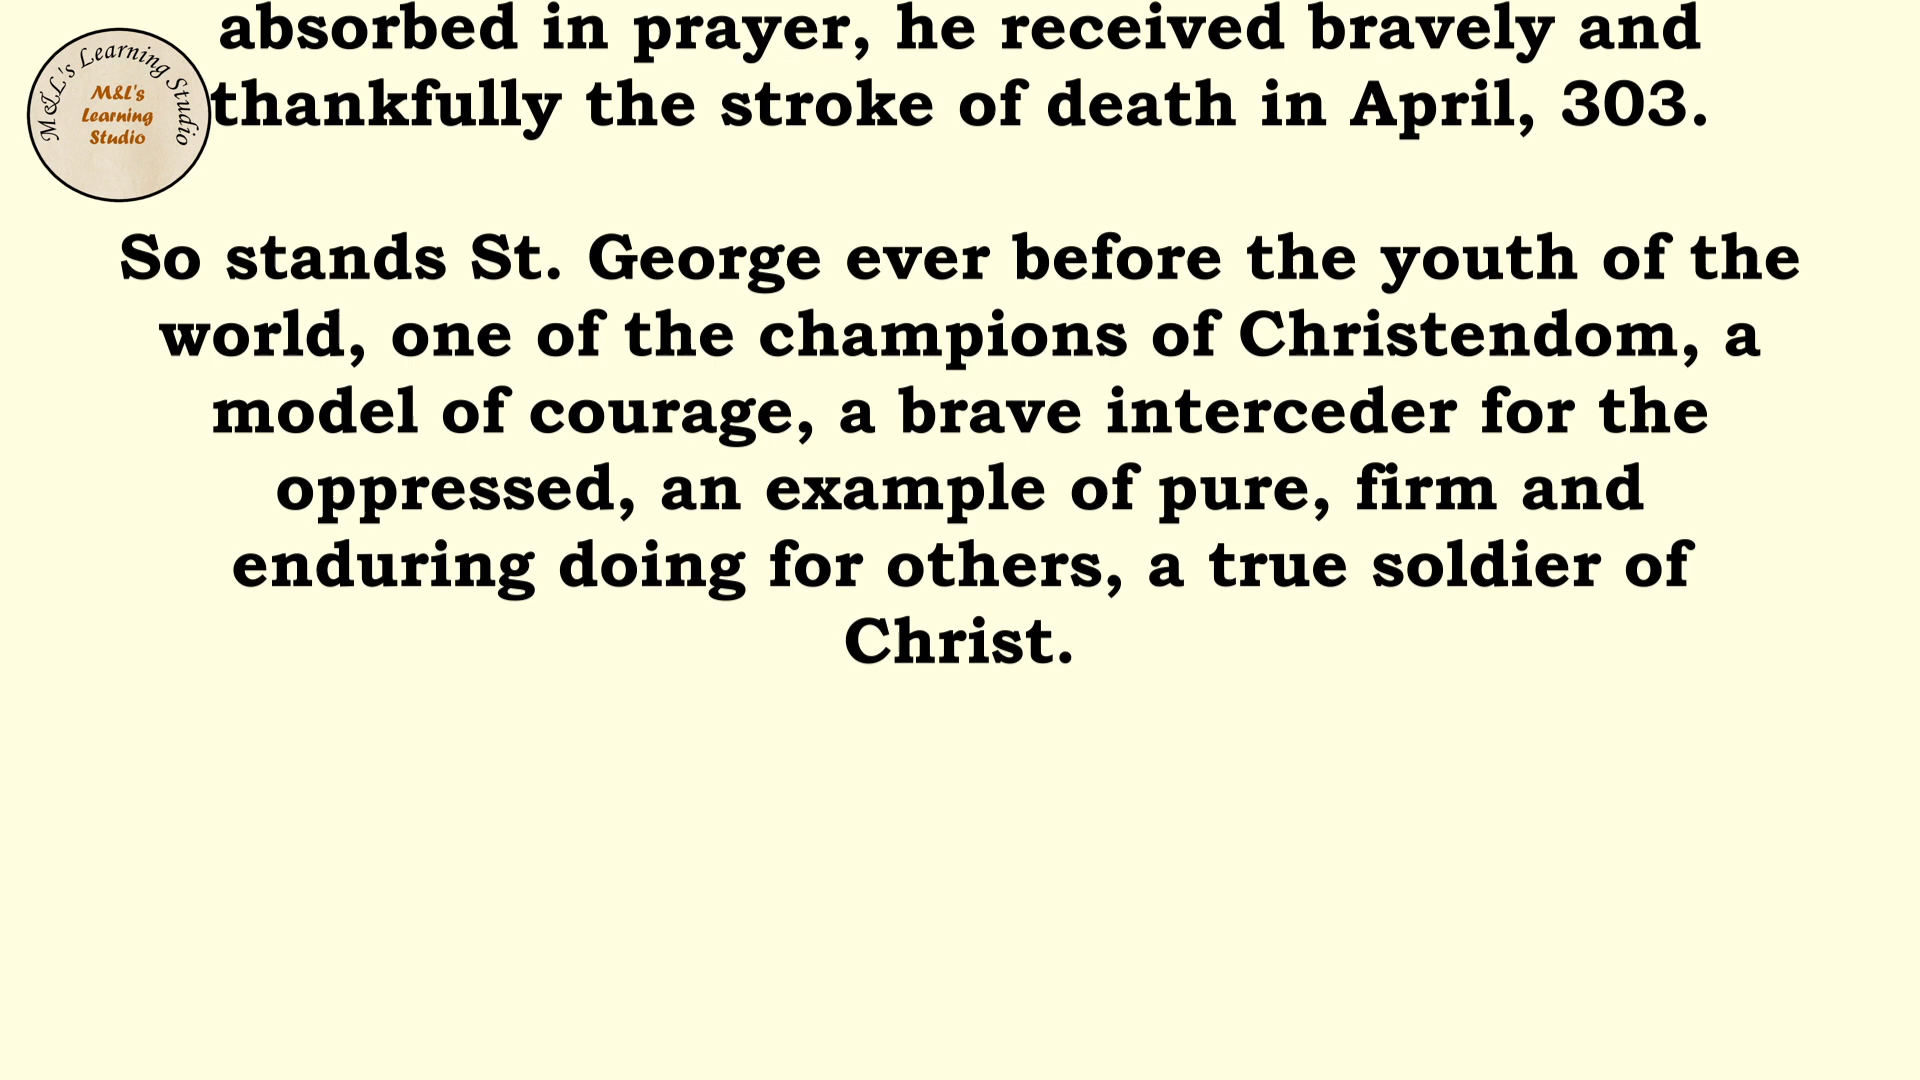 absorbed in prayer, he received bravely and
thankfully the stroke of death in April, 303.
M&L's Learning Studio
M&L's
Learning
Studio
So stands St. George ever before the youth of the
world, one of the champions of Christendom, a
model of courage, a brave interceder for the
oppressed, an example of pure, firm and
enduring doing for others, a true soldier of
Christ.